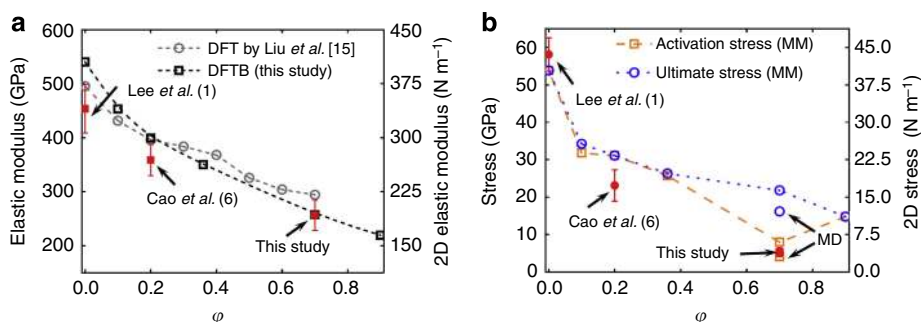 a
600
500
400
300
200
Elastic modulus (GPa)
DFT by Liu et al. [15]
DFTB (this study)
Lee et al. (1)
Cao et al. (6)
This study
450
375
300
225
150
2D elastic modulus (N m⁻¹)
0.0 0.2 0.4 0.6 0.8
φ
b
60
50
40
30
20
10
0
Stress (GPa)
Activation stress (MM)
Ultimate stress (MM)
Lee et al. (1)
Cao et al. (6)
This study
MD
45.0
37.5
30.0
22.5
15.0
7.5
0.0
2D stress (N m⁻¹)
0.0 0.2 0.4 0.6 0.8
φ